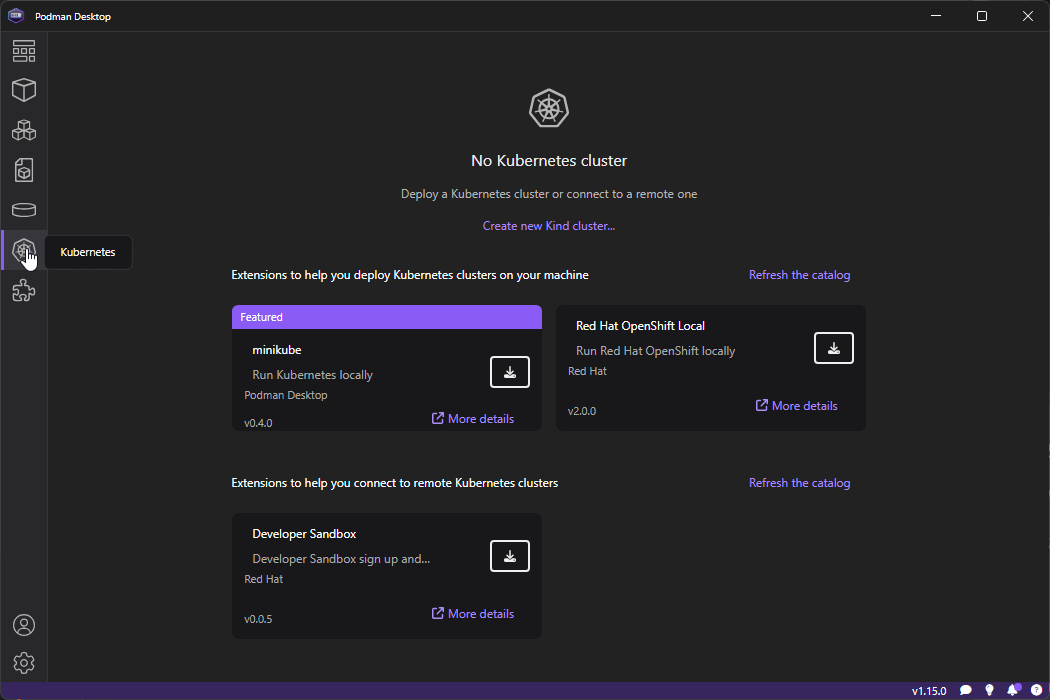 Podman Desktop
No Kubernetes cluster
Deploy a Kubernetes cluster or connect to a remote one
Create new Kind cluster...
Kubernetes
Extensions to help you deploy Kubernetes clusters on your machine
Refresh the catalog
Featured
minikube
Run Kubernetes locally
Podman Desktop
v0.4.0
More details
Red Hat OpenShift Local
Run Red Hat OpenShift locally
Red Hat
v2.0.0
More details
Extensions to help you connect to remote Kubernetes clusters
Refresh the catalog
Developer Sandbox
Developer Sandbox sign up and...
Red Hat
v0.0.5
More details
v1.15.0